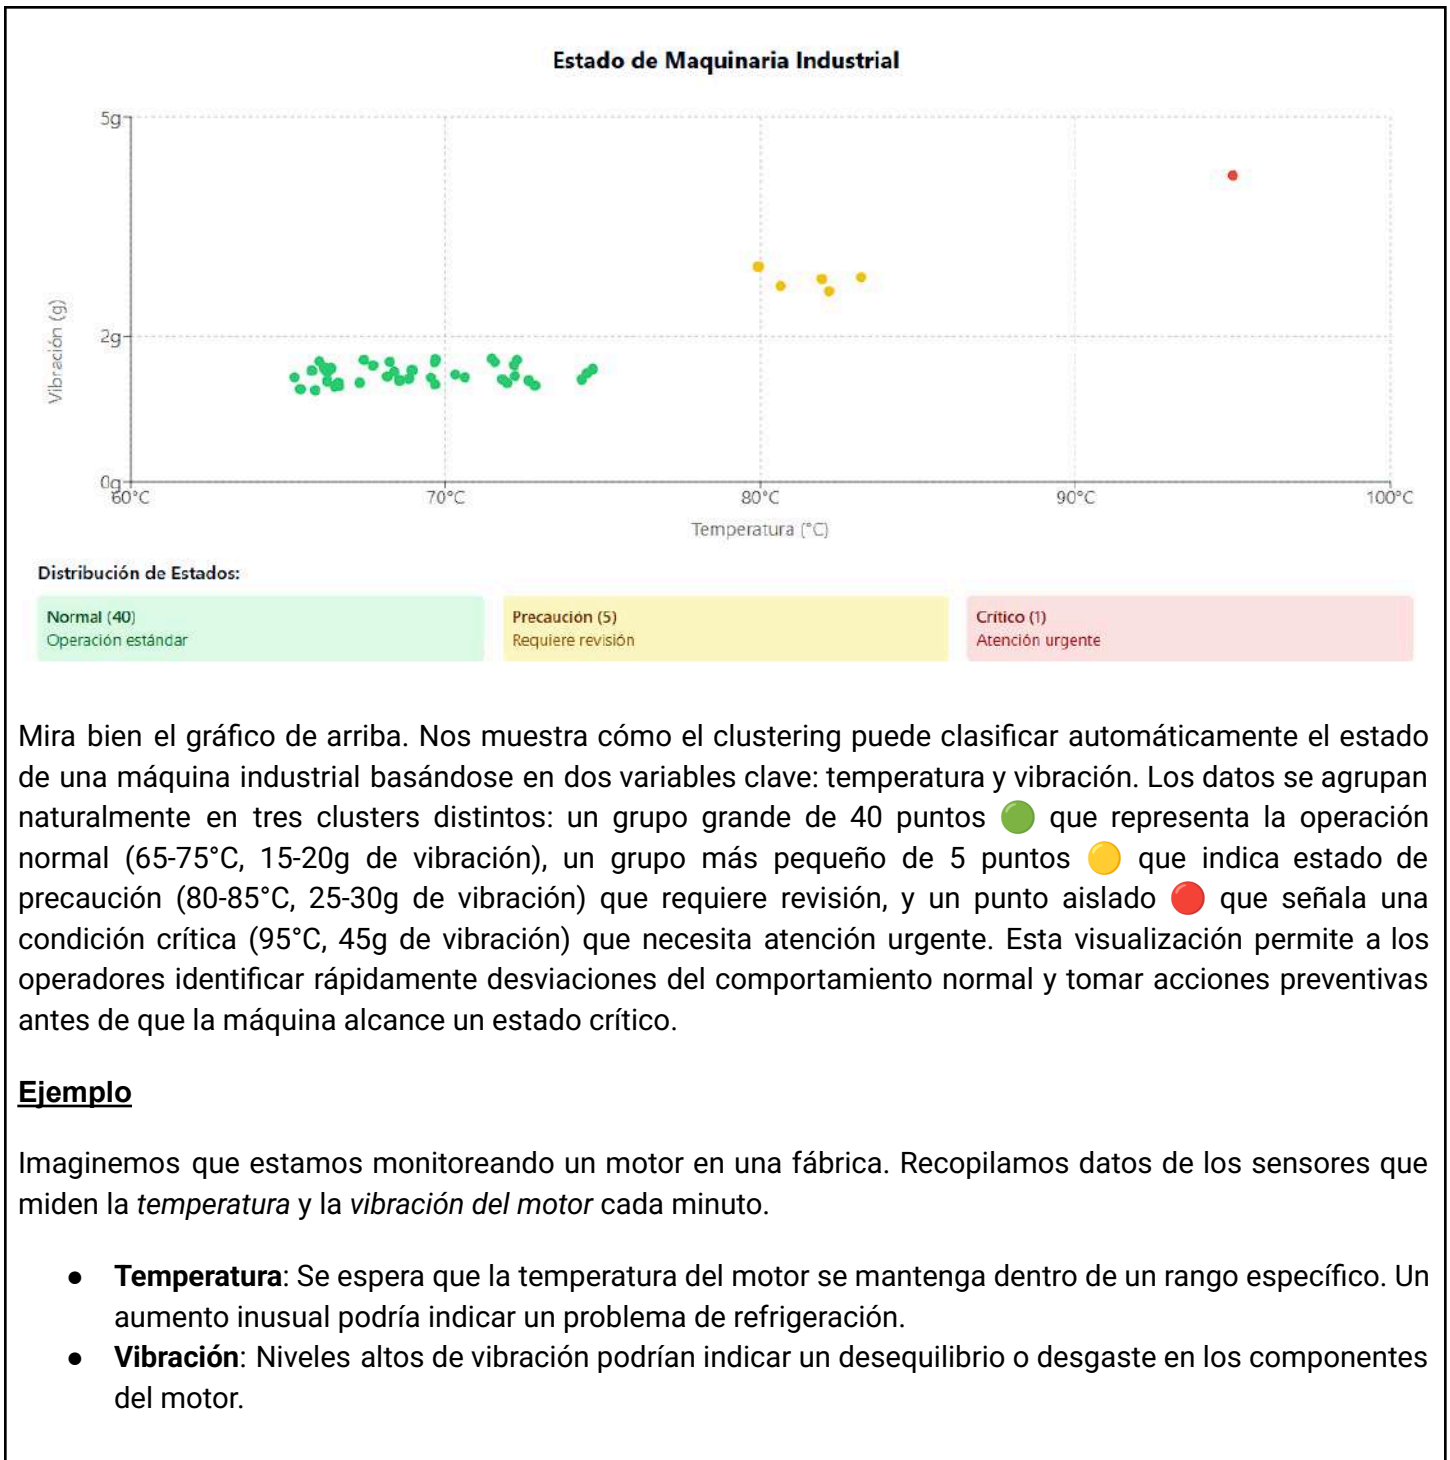 Estado de Maquinaria Industrial
5g
2g
0g
Vibración (g)
60°C 70°C 80°C 90°C 100°C
Temperatura (°C)
Distribución de Estados:
Normal (40)
Operación estándar
Precaución (5)
Requiere revisión
Crítico (1)
Atención urgente
Mira bien el gráfico de arriba. Nos muestra cómo el clustering puede clasificar automáticamente el estado
de una máquina industrial basándose en dos variables clave: temperatura y vibración. Los datos se agrupan
naturalmente en tres clusters distintos: un grupo grande de 40 puntos 🟢 que representa la operación
normal (65-75°C, 15-20g de vibración), un grupo más pequeño de 5 puntos 🟡 que indica estado de
precaución (80-85°C, 25-30g de vibración) que requiere revisión, y un punto aislado 🔴 que señala una
condición crítica (95°C, 45g de vibración) que necesita atención urgente. Esta visualización permite a los
operadores identificar rápidamente desviaciones del comportamiento normal y tomar acciones preventivas
antes de que la máquina alcance un estado crítico.
Ejemplo
Imaginemos que estamos monitoreando un motor en una fábrica. Recopilamos datos de los sensores que
miden la temperatura y la vibración del motor cada minuto.
● Temperatura: Se espera que la temperatura del motor se mantenga dentro de un rango específico. Un
aumento inusual podría indicar un problema de refrigeración.
● Vibración: Niveles altos de vibración podrían indicar un desequilibrio o desgaste en los componentes
del motor.